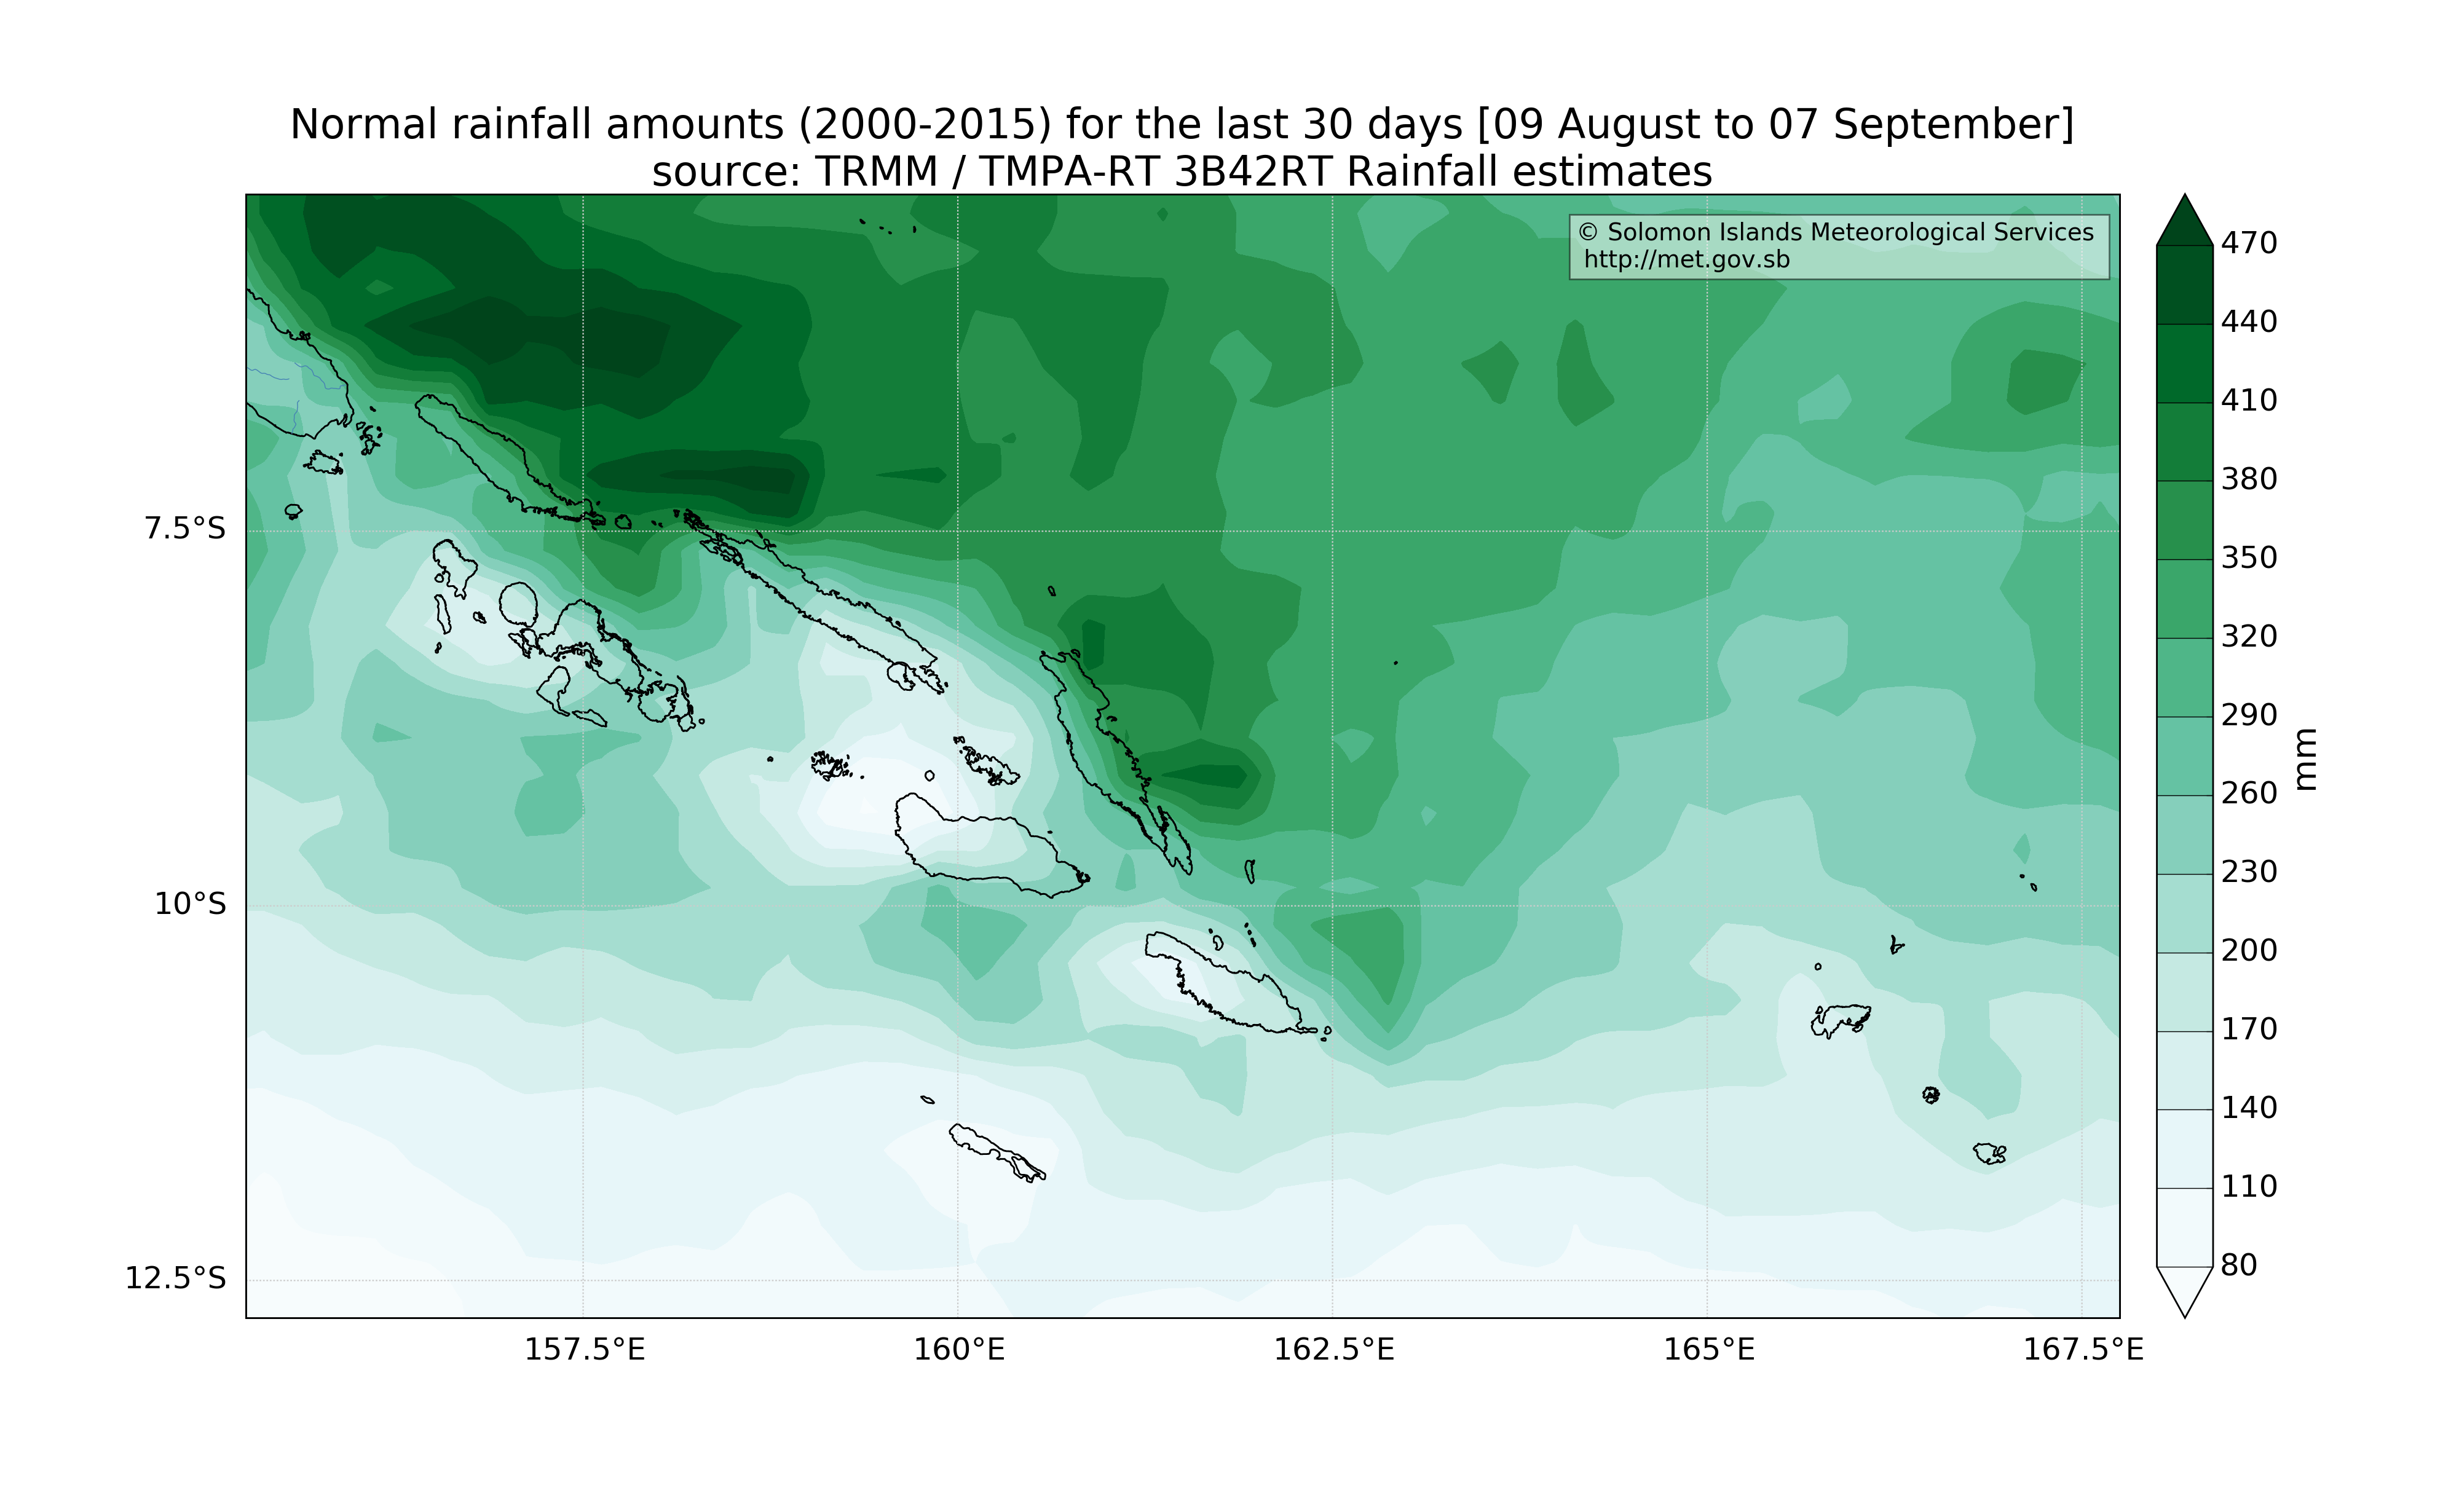 Normal rainfall amounts (2000-2015) for the last 30 days [09 August to 07 September]
source: TRMM / TMPA-RT 3B42RT Rainfall estimates
© Solomon Islands Meteorological Services
http://met.gov.sb
7.5°S
10°S
12.5°S
157.5°E
160°E
162.5°E
165°E
167.5°E
470
440
410
380
350
320
290
260
230
200
170
140
110
80
mm